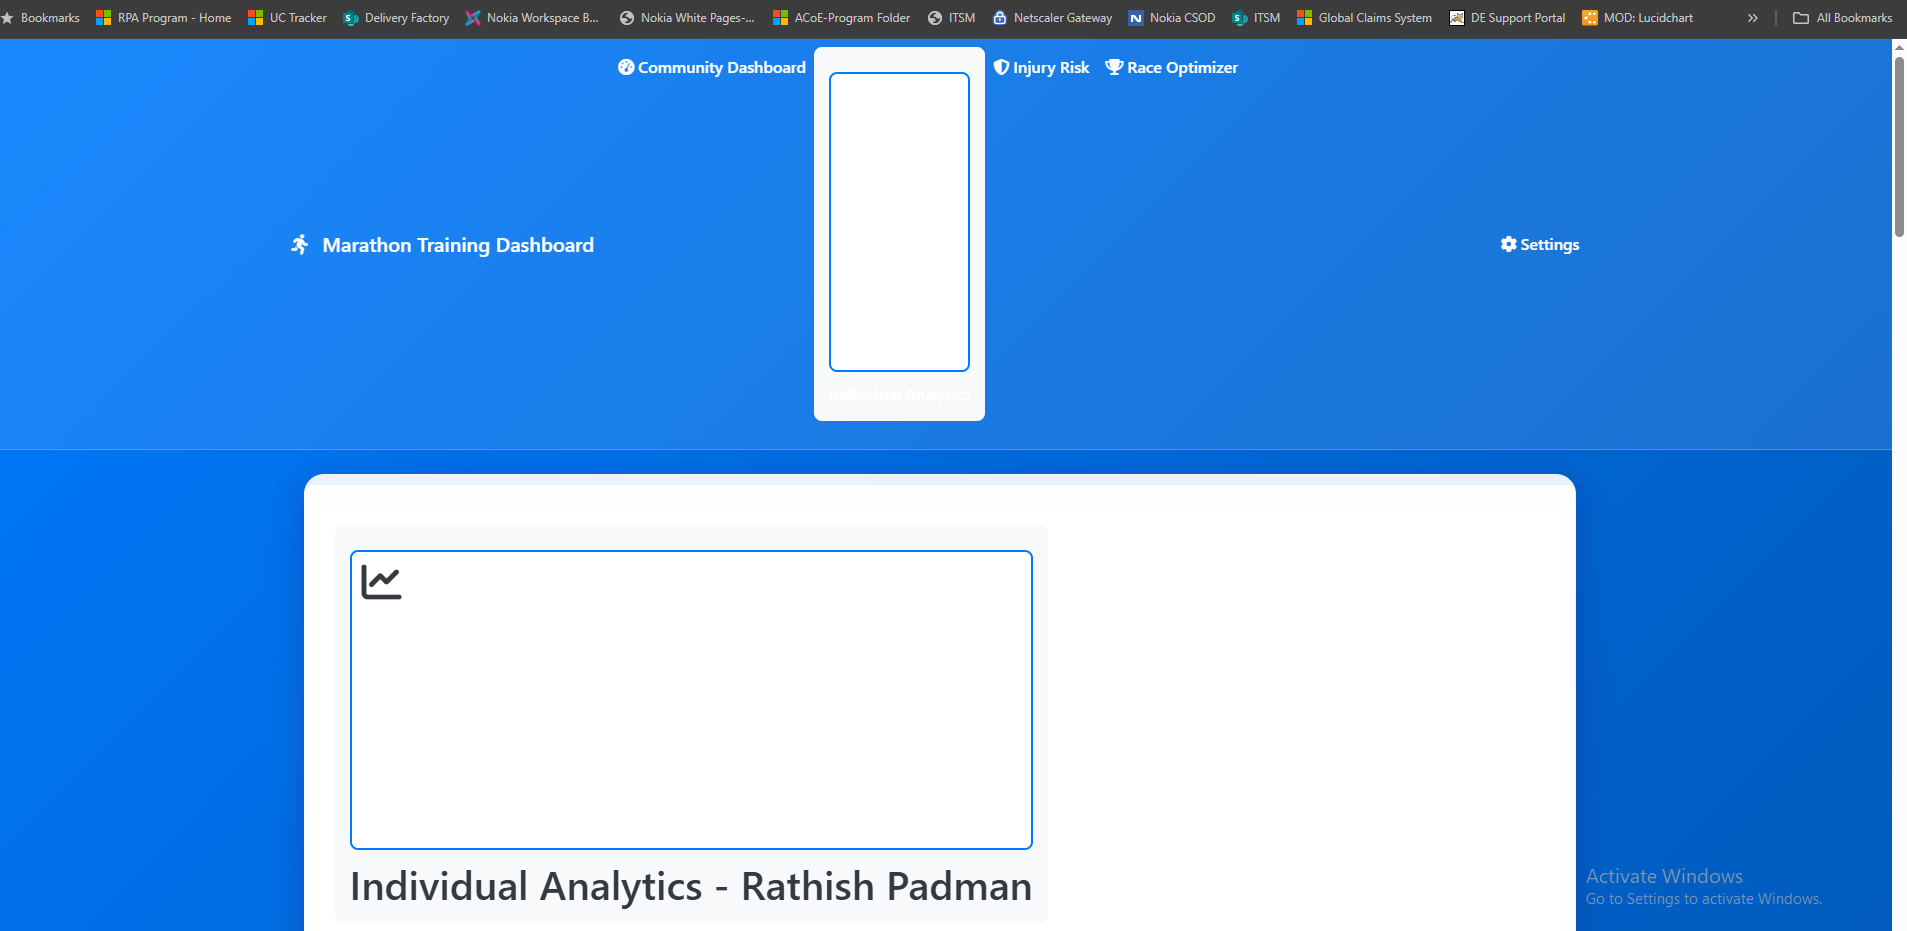 Bookmarks
RPA Program - Home
UC Tracker
Delivery Factory
Nokia Workspace B...
Nokia White Pages-...
ACoE-Program Folder
ITSM
Netscaler Gateway
Nokia CSOD
ITSM
Global Claims System
DE Support Portal
MOD: Lucidchart
All Bookmarks
Community Dashboard
Injury Risk
Race Optimizer
Marathon Training Dashboard
Settings
Individual Analytics
Individual Analytics - Rathish Padman
Activate Windows
Go to Settings to activate Windows.